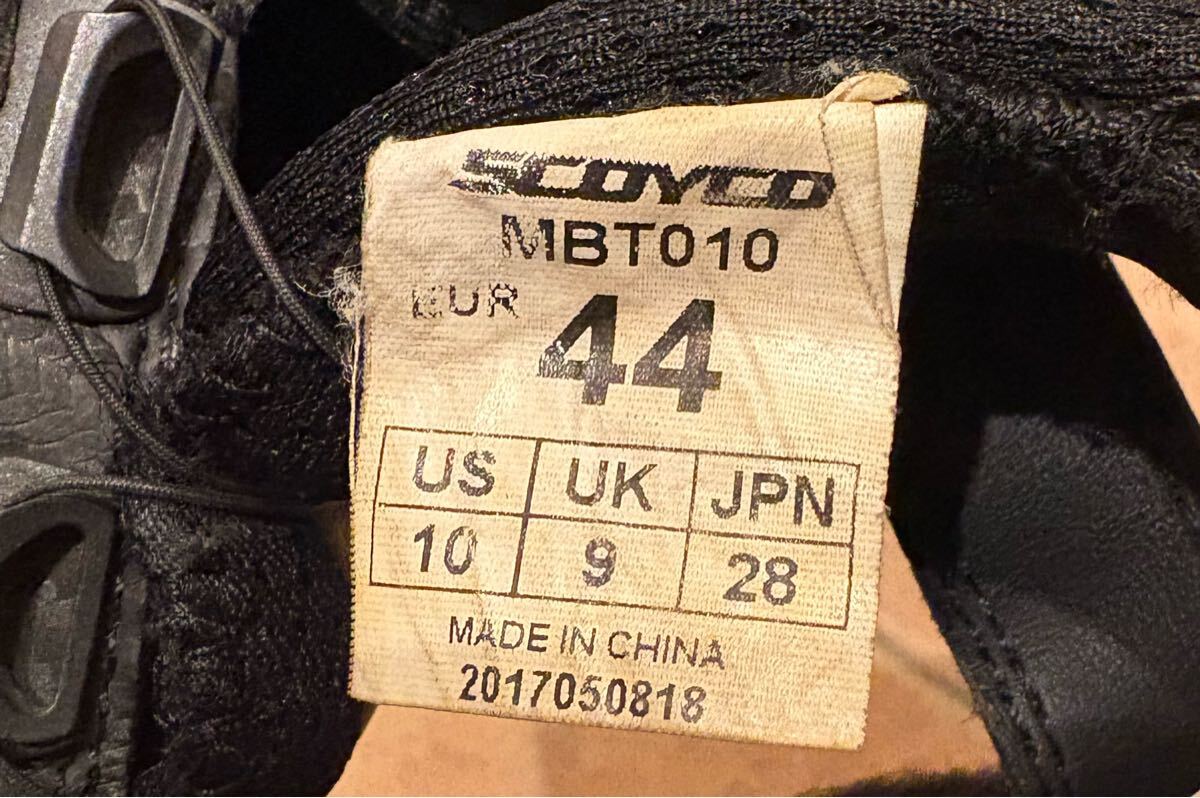 SCOYCO
MBT010
EUR 44
US UK JPN
10 9 28
MADE IN CHINA
2017050818